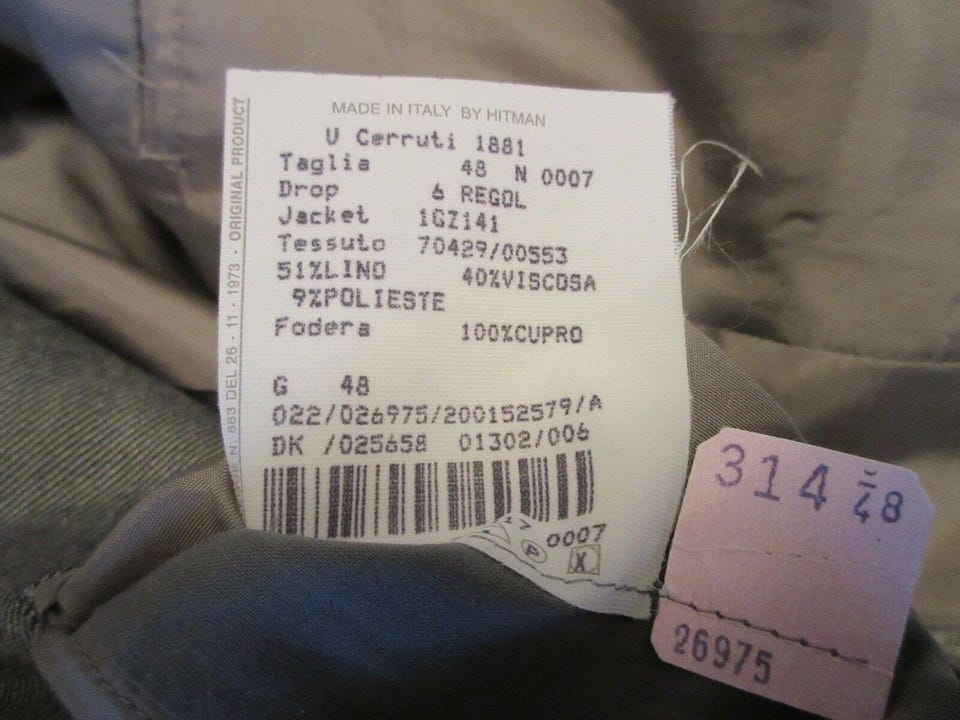 MADE IN ITALY BY HITMAN
U Cerruti 1881
Taglia 48 N 0007
Drop 6 REGOL
Jacket 1GZ141
Tessuto 70429/00553
51%LINO 40%VISCOSA
9%POLIESTE
Fodera 100%CUPRO
G 48
022/026975/200152579/A
DK /025658 01302/006
0007
P
N. 883 DEL 26 - 11 - 1973 - ORIGINAL PRODUCT
314 48
26975